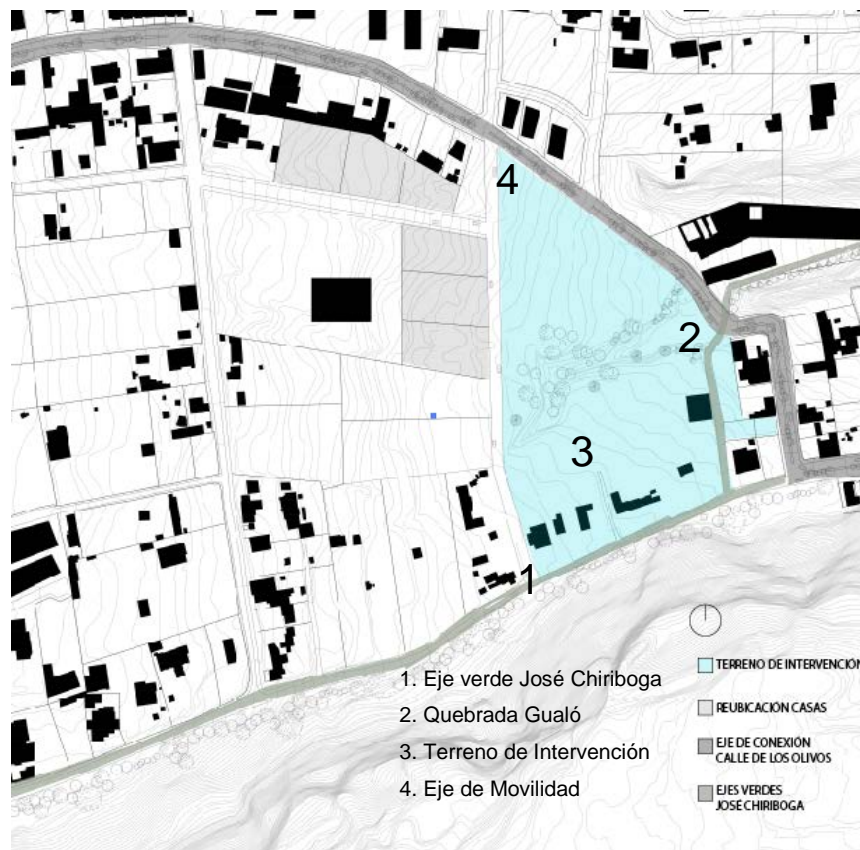 4
2
3
1
1. Eje verde José Chiriboga
2. Quebrada Gualó
3. Terreno de Intervención
4. Eje de Movilidad
TERRENO DE INTERVENCIÓN
REUBICACIÓN CASAS
EJE DE CONEXIÓN
CALLE DE LOS OLIVOS
EJES VERDES
JOSÉ CHIRIBOGA